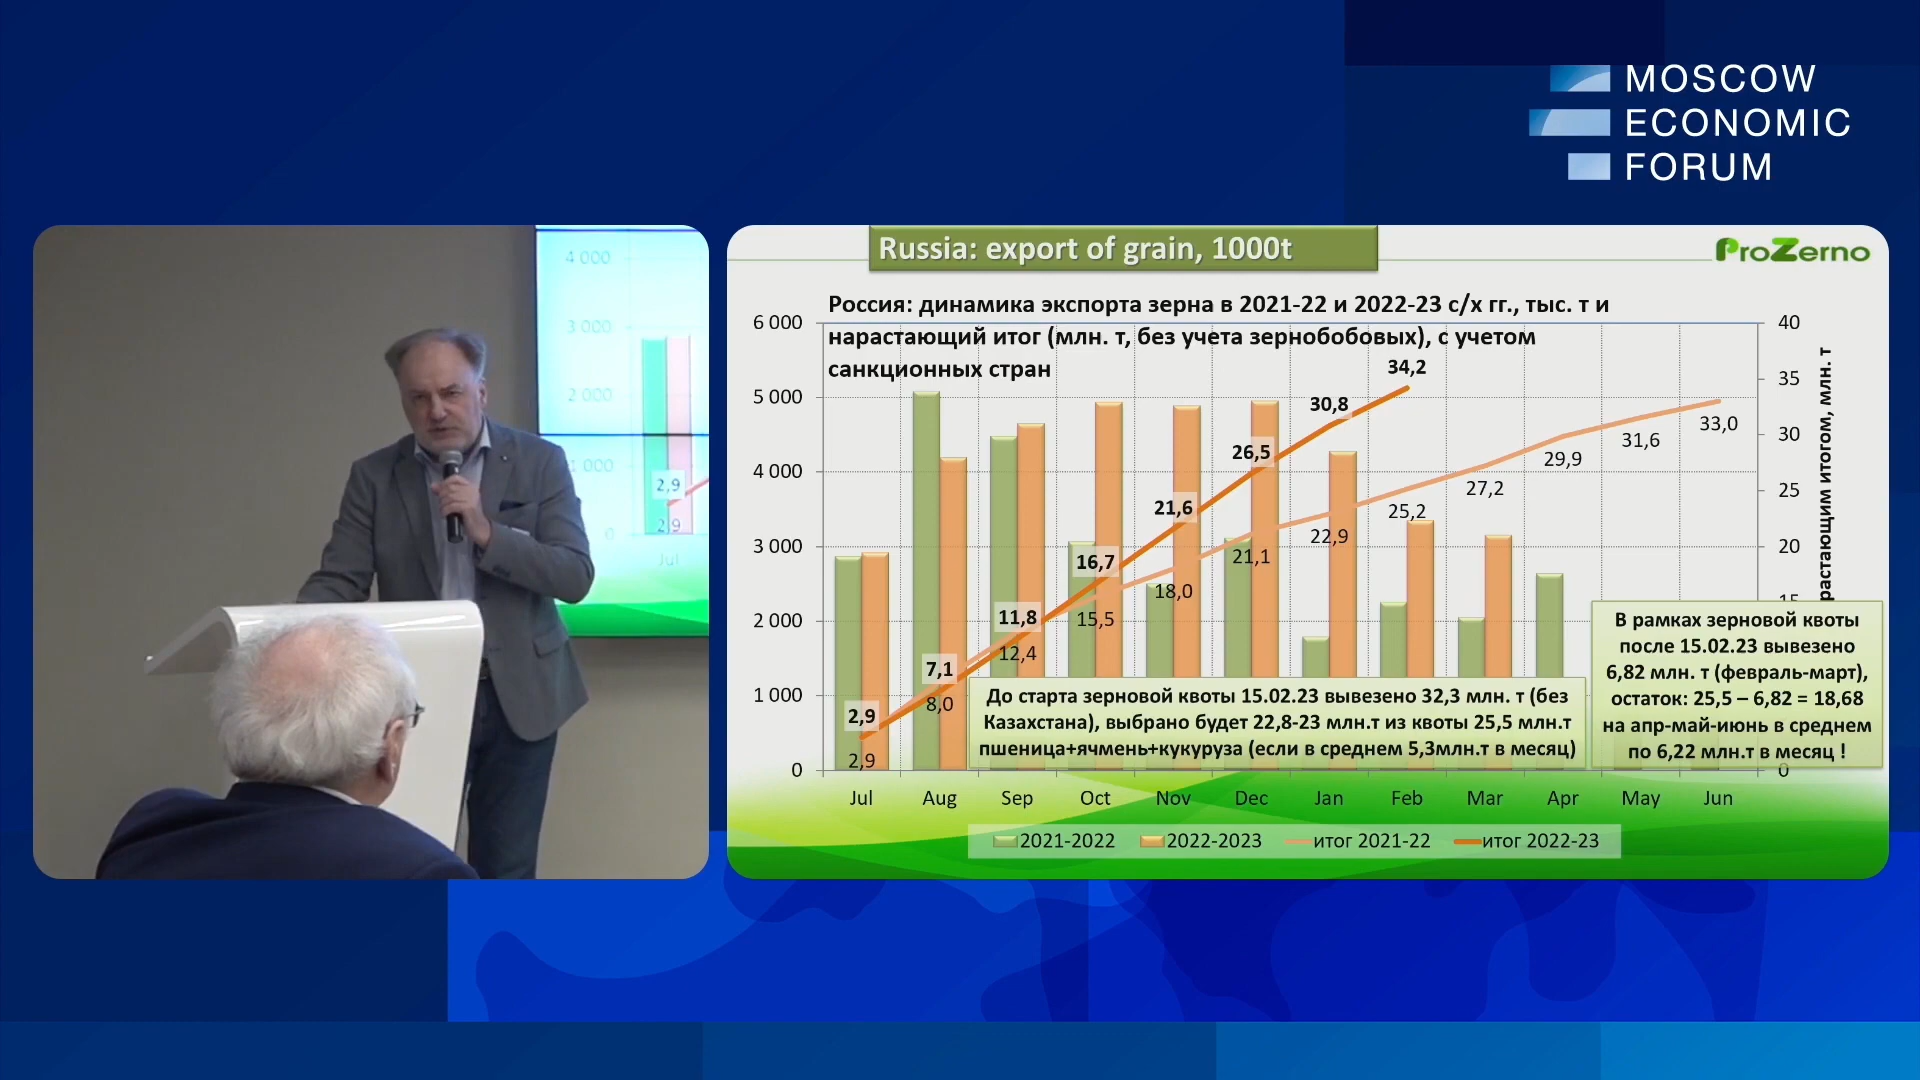 MOSCOW
ECONOMIC
FORUM
4 000
3 000
2 000
1 000
0
2,9
2,9
Jul
Russia: export of grain, 1000t
ProZerno
Россия: динамика экспорта зерна в 2021-22 и 2022-23 с/х гг., тыс. т и
нарастающий итог (млн. т, без учета зернобобовых), с учетом
санкционных стран
6 000
5 000
4 000
3 000
2 000
1 000
0
40
35
30
25
20
15
0
растающим итогом, млн. т
34,2
30,8
26,5
21,6
16,7
11,8
7,1
2,9
2,9
8,0
12,4
15,5
18,0
21,1
22,9
25,2
27,2
29,9
31,6
33,0
До старта зерновой квоты 15.02.23 вывезено 32,3 млн. т (без
Казахстана), выбрано будет 22,8-23 млн.т из квоты 25,5 млн.т
пшеница+ячмень+кукуруза (если в среднем 5,3млн.т в месяц)
В рамках зерновой квоты
после 15.02.23 вывезено
6,82 млн. т (февраль-март),
остаток: 25,5 – 6,82 = 18,68
на апр-май-июнь в среднем
по 6,22 млн.т в месяц !
Jul Aug Sep Oct Nov Dec Jan Feb Mar Apr May Jun
2021-2022 2022-2023 итог 2021-22 итог 2022-23